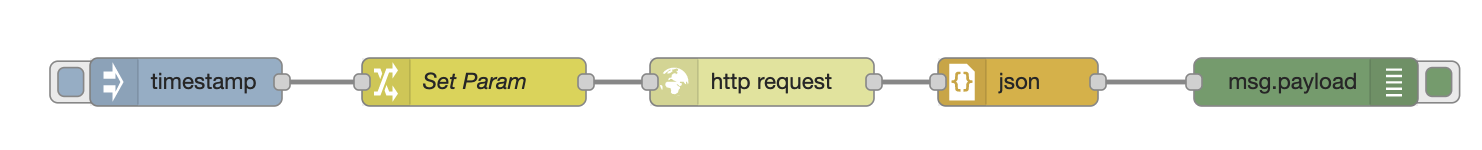 timestamp
Set Param
http request
json
msg.payload